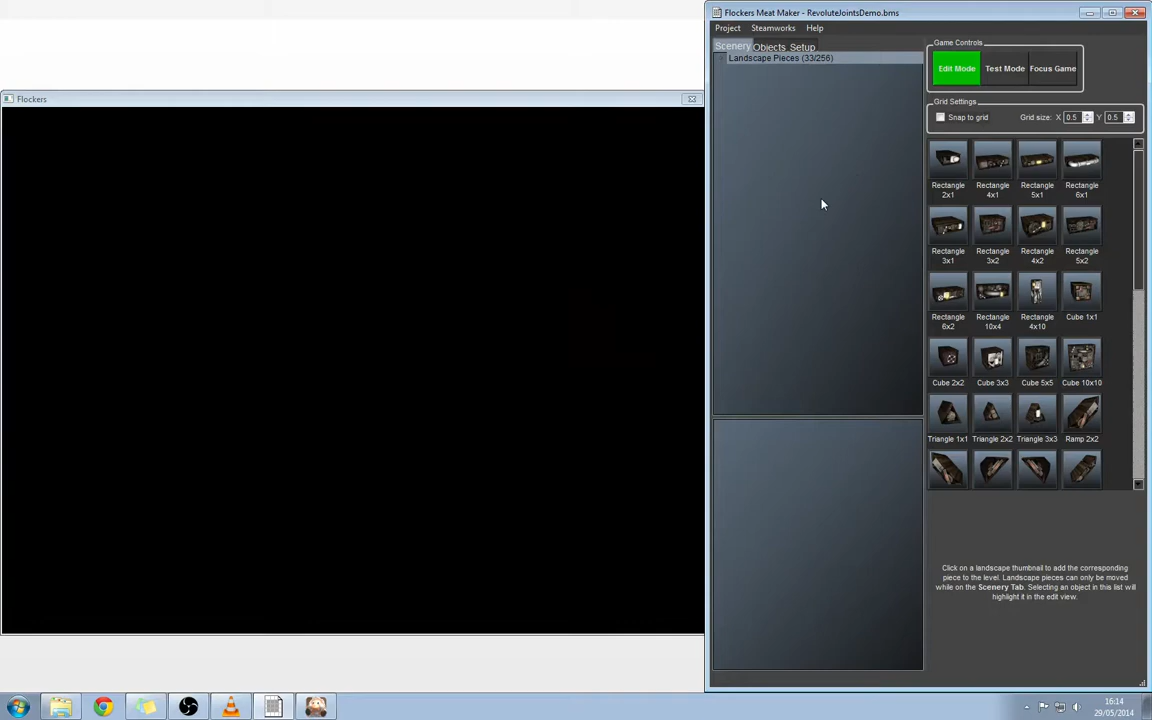 Flockers Meat Maker - RevoluteJointsDemo.bms
Project Steamworks Help
Scenery Objects Setup
Landscape Pieces (33/256)
Game Controls
Edit Mode Test Mode Focus Game
Grid Settings
Snap to grid Grid size: X 0.5 Y 0.5
Flockers
Rectangle 2x1
Rectangle 4x1
Rectangle 5x1
Rectangle 6x1
Rectangle 3x1
Rectangle 3x2
Rectangle 4x2
Rectangle 5x2
Rectangle 6x2
Rectangle 10x4
Rectangle 4x10
Cube 1x1
Cube 2x2
Cube 3x3
Cube 5x5
Cube 10x10
Triangle 1x1
Triangle 2x2
Triangle 3x3
Ramp 2x2
Click on a landscape thumbnail to add the corresponding
piece to the level. Landscape pieces can only be moved
while on the Scenery Tab. Selecting an object in this list will
highlight it in the edit view.
16:14
29/05/2014